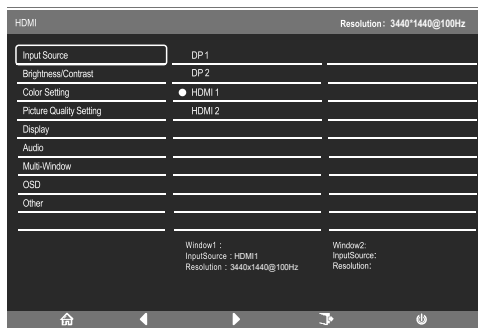 HDMI
Resolution: 3440*1440@100Hz
Input Source
DP 1
Brightness/Contrast
DP 2
Color Setting
HDMI 1
Picture Quality Setting
HDMI 2
Display
Audio
Multi-Window
OSD
Other
Window1 :
InputSource : HDMI1
Resolution : 3440x1440@100Hz
Window2:
InputSource:
Resolution: